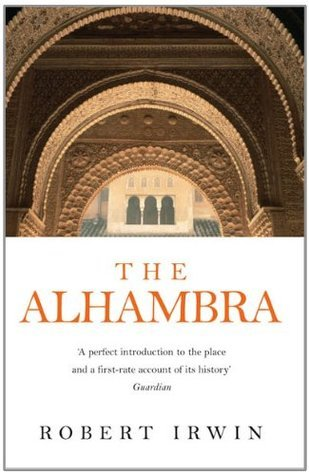 THE
ALHAMBRA
'A perfect introduction to the place
and a first-rate account of its history'
Guardian
ROBERT IRWIN